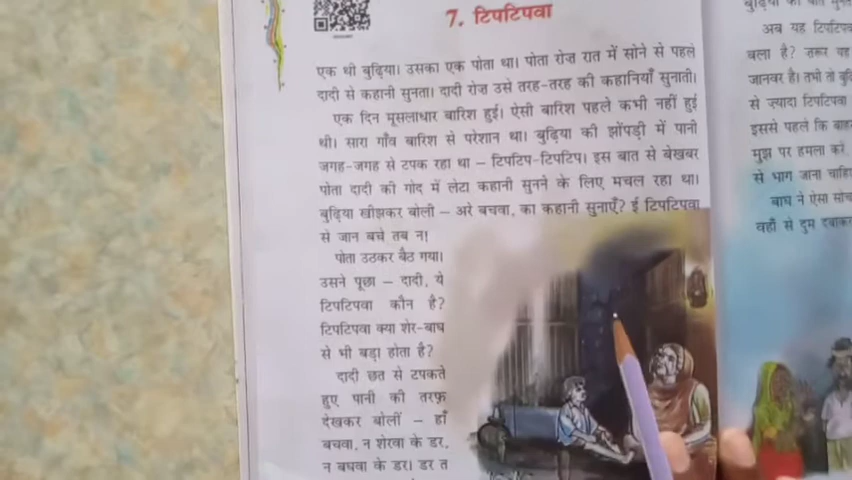 7. टिपटिपवा
एक थी बुढ़िया। उसका एक पोता था। पोता रोज़ रात में सोने से पहले
दादी से कहानी सुनता। दादी रोज़ उसे तरह-तरह की कहानियाँ सुनाती।
एक दिन मूसलाधार बारिश हुई। ऐसी बारिश पहले कभी नहीं हुई
थी। सारा गाँव बारिश से परेशान था। बुढ़िया की झोंपड़ी में पानी
जगह-जगह से टपक रहा था – टिपटिप-टिपटिप। इस बात से बेखबर
पोता दादी की गोद में लेटा कहानी सुनने के लिए मचल रहा था।
बुढ़िया खीझकर बोली – अरे बचवा, का कहानी सुनाएँ? ई टिपटिपवा
से जान बचे तब न!
पोता उठकर बैठ गया।
उसने पूछा – दादी, ये
टिपटिपवा कौन है?
टिपटिपवा क्या शेर-बाघ
से भी बड़ा होता है?
दादी छत से टपकते
हुए पानी की तरफ़
देखकर बोलीं – हाँ
बचवा, न शेरवा के डर,
न बघवा के डर। डर त
अब यह
बला है? ज़रूर यह
जानवर है। तभी तो
से ज़्यादा टिपटिपवा
इससे पहले कि बाहर
मुझ पर हमला करे
से भाग जाना
बाघ ने ऐसा
वहाँ से दुम दबाकर